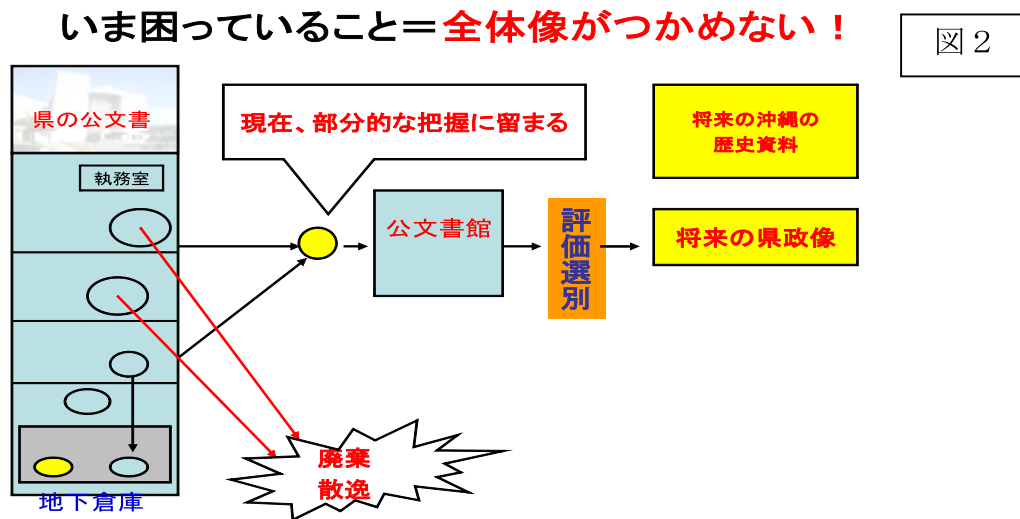 いま困っていること＝全体像がつかめない！
図２
県の公文書
執務室
現在、部分的な把握に留まる
公文書館
評価選別
将来の沖縄の
歴史資料
将来の県政像
廃棄
散逸
地下倉庫